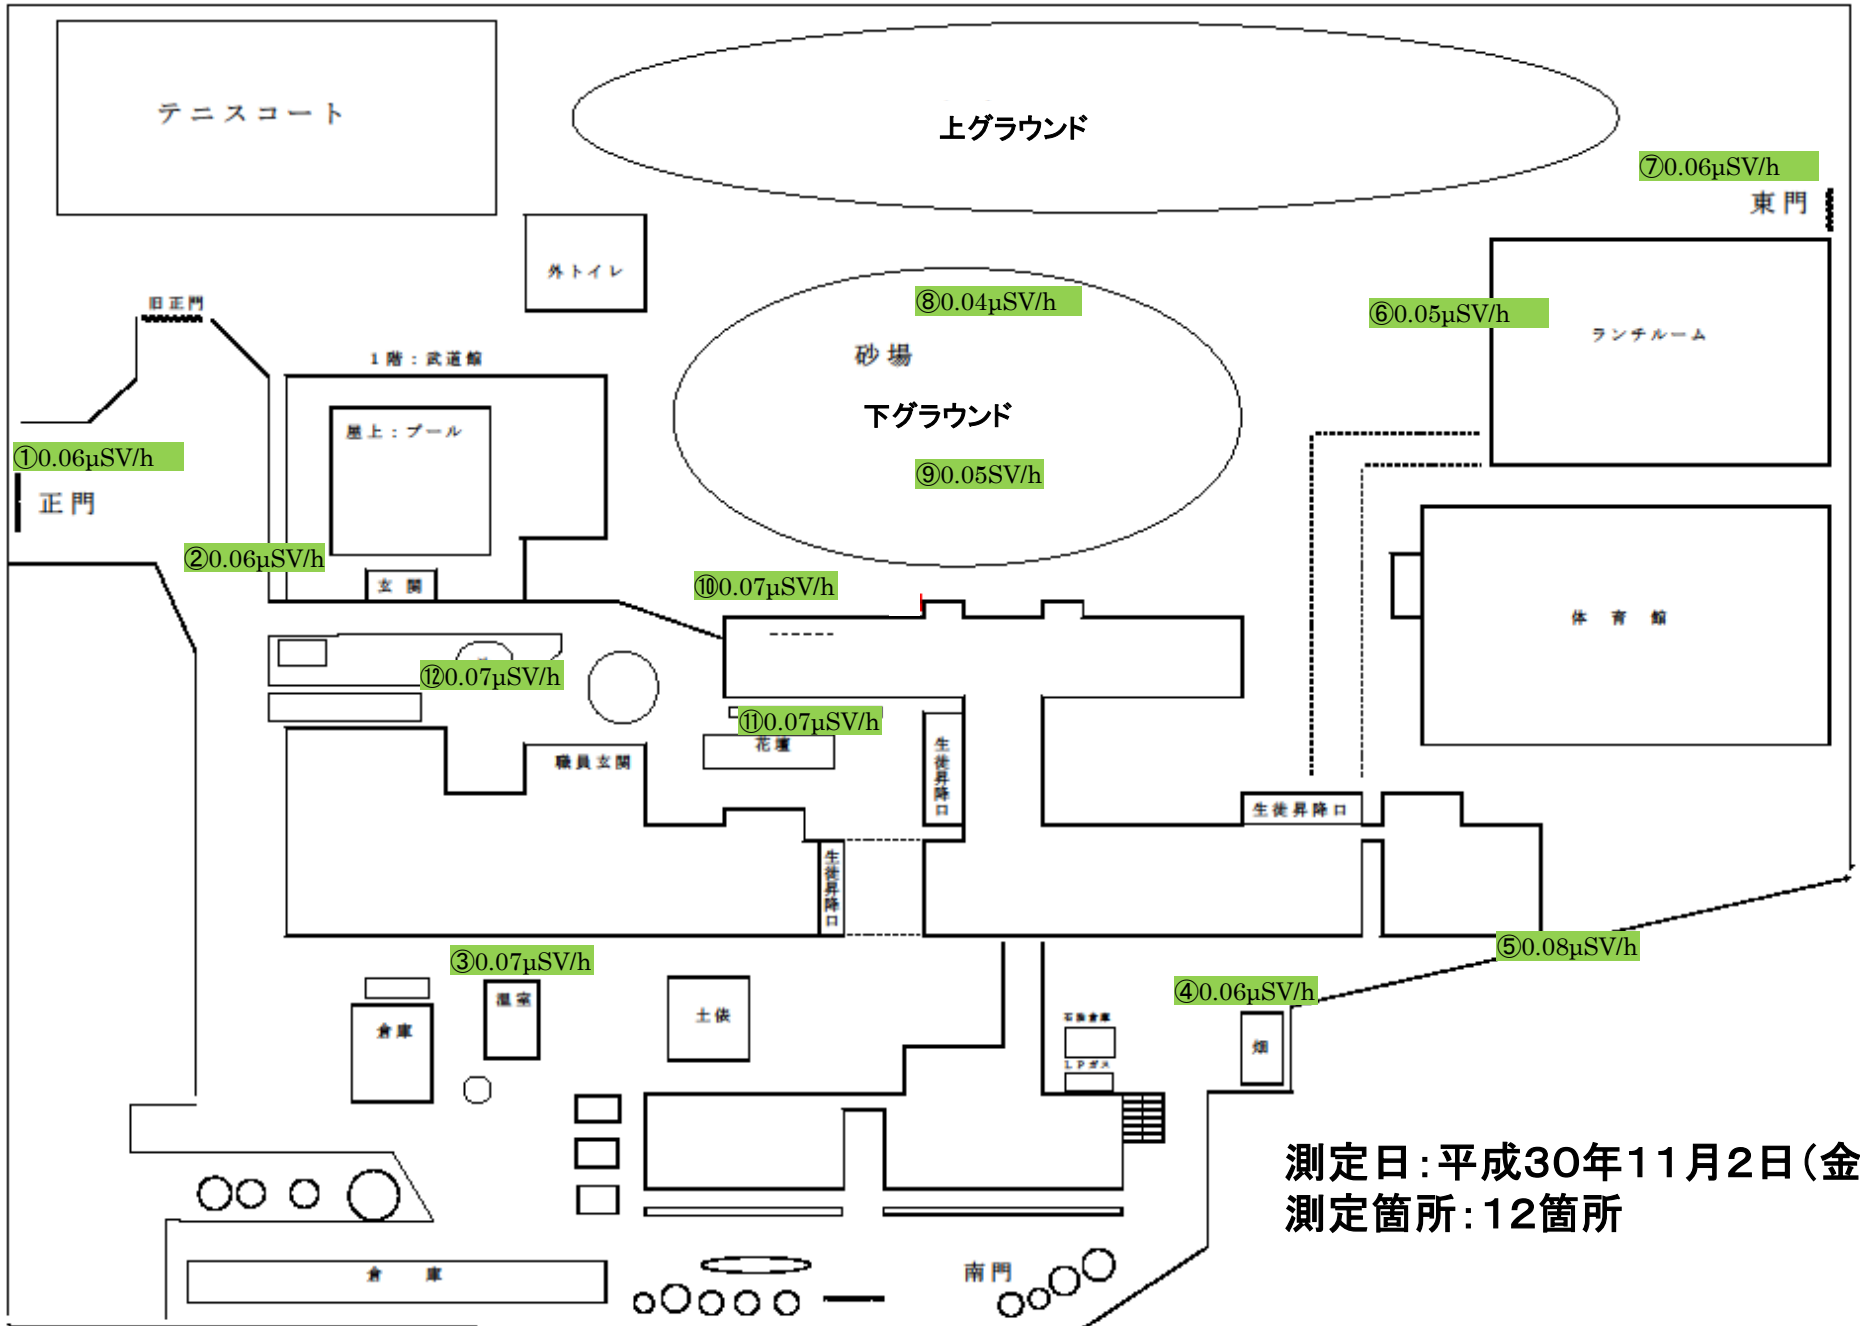 テニスコート
上グラウンド
⑦0.06µSV/h
東門
外トイレ
旧正門
⑧0.04µSV/h
⑥0.05µSV/h
ランチルーム
1階:武道館
砂場
下グラウンド
屋上:プール
①0.06µSV/h
正門
⑨0.05SV/h
②0.06µSV/h
玄関
⑩0.07µSV/h
体育館
⑫0.07µSV/h
⑪0.07µSV/h
花壇
職員玄関
生徒昇降口
生徒昇降口
生徒昇降口
③0.07µSV/h
⑤0.08µSV/h
④0.06µSV/h
温室
倉庫
土俵
石灰倉庫
LPガス
畑
測定日:平成30年11月2日(金
測定箇所:12箇所
南門
倉庫